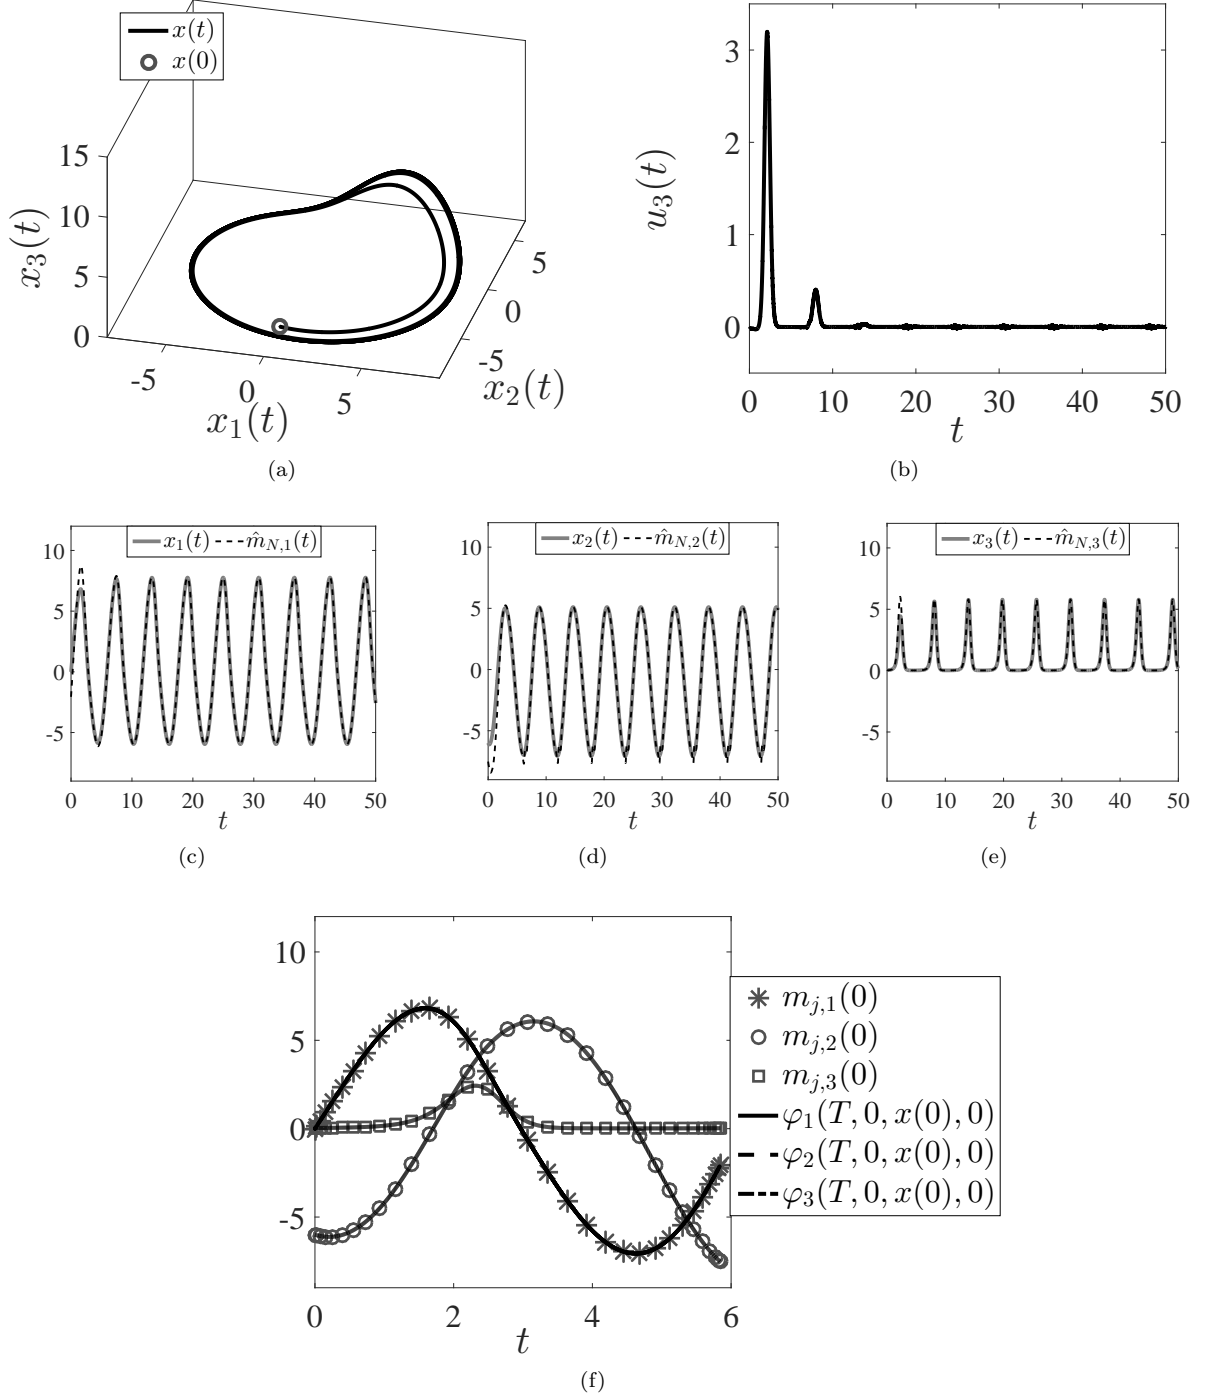 x(t)
x(0)
15
10
5
0
x_3(t)
-5
0
5
x_1(t)
5
0
-5
x_2(t)
(a)
3
2
1
0
u_3(t)
0 10 20 30 40 50
t
(b)
x_1(t) m̂_{N,1}(t)
10
5
0
-5
0 10 20 30 40 50
t
(c)
x_2(t) m̂_{N,2}(t)
10
5
0
-5
0 10 20 30 40 50
t
(d)
x_3(t) m̂_{N,3}(t)
10
5
0
-5
0 10 20 30 40 50
t
(e)
10
5
0
-5
0 2 4 6
t
m_{j,1}(0)
m_{j,2}(0)
m_{j,3}(0)
φ_1(T, 0, x(0), 0)
φ_2(T, 0, x(0), 0)
φ_3(T, 0, x(0), 0)
(f)